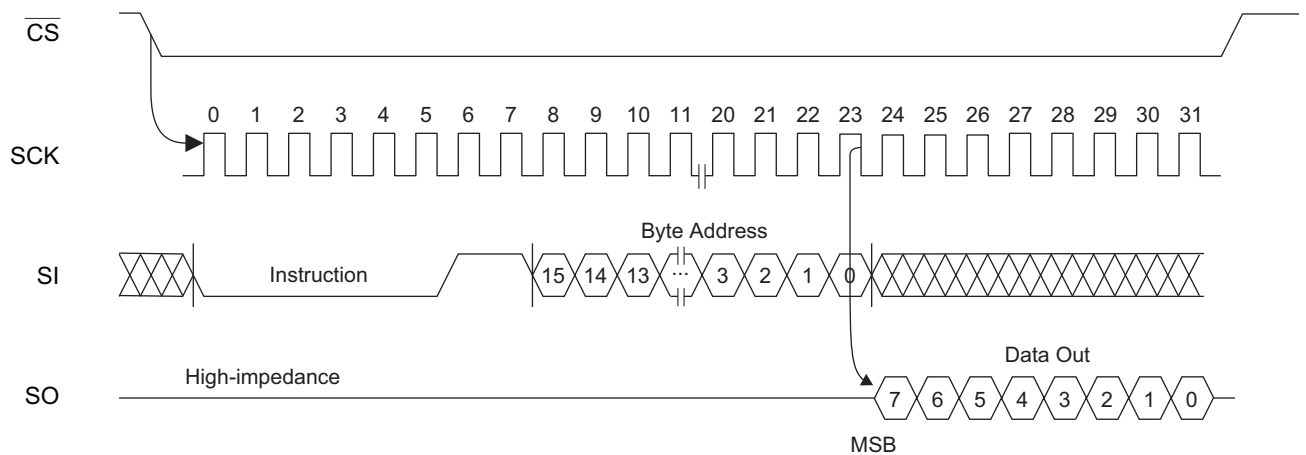 CS
0 1 2 3 4 5 6 7 8 9 10 11 20 21 22 23 24 25 26 27 28 29 30 31
SCK
Byte Address
SI Instruction 15 14 13 ... 3 2 1 0
Data Out
High-impedance
SO 7 6 5 4 3 2 1 0
MSB